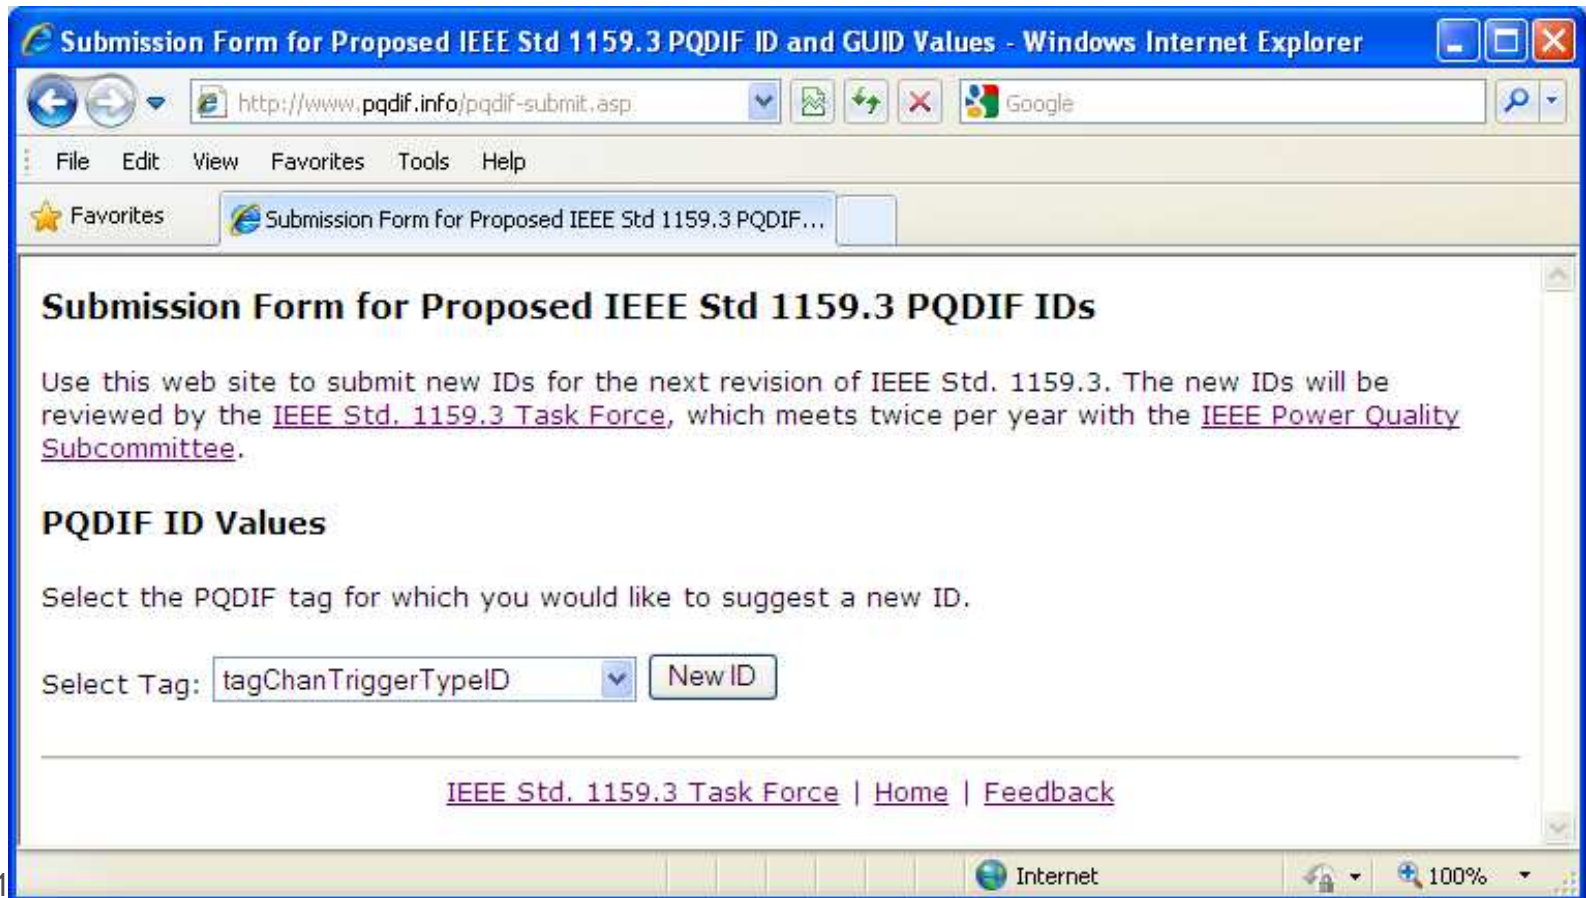 Submission Form for Proposed IEEE Std 1159.3 PQDIF ID and GUID Values - Windows Internet Explorer
http://www.pqdif.info/pqdif-submit.asp Google
File Edit View Favorites Tools Help
Favorites Submission Form for Proposed IEEE Std 1159.3 PQDIF...
Submission Form for Proposed IEEE Std 1159.3 PQDIF IDs
Use this web site to submit new IDs for the next revision of IEEE Std. 1159.3. The new IDs will be
reviewed by the IEEE Std. 1159.3 Task Force, which meets twice per year with the IEEE Power Quality
Subcommittee.
PQDIF ID Values
Select the PQDIF tag for which you would like to suggest a new ID.
Select Tag: tagChanTriggerTypeID New ID
IEEE Std. 1159.3 Task Force | Home | Feedback
Internet 100%
1